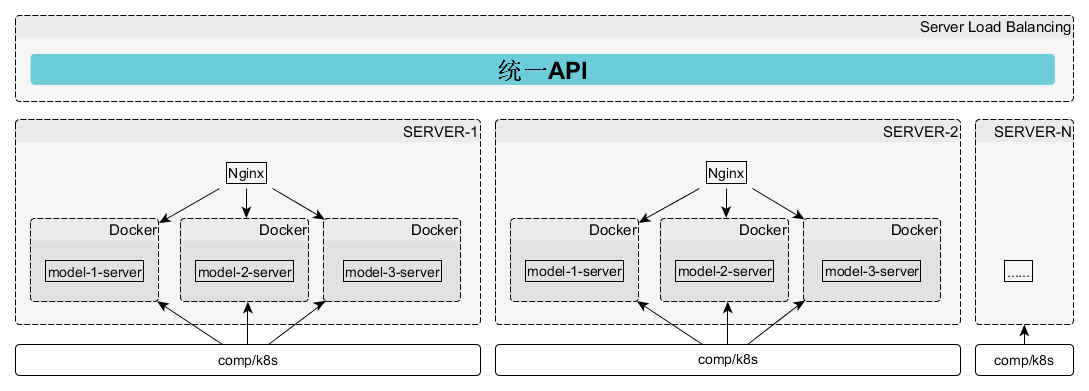 Server Load Balancing
统一API
SERVER-1
Nginx
Docker
Docker
Docker
model-1-server
model-2-server
model-3-server
comp/k8s
SERVER-2
Nginx
Docker
Docker
Docker
model-1-server
model-2-server
model-3-server
comp/k8s
SERVER-N
......
comp/k8s